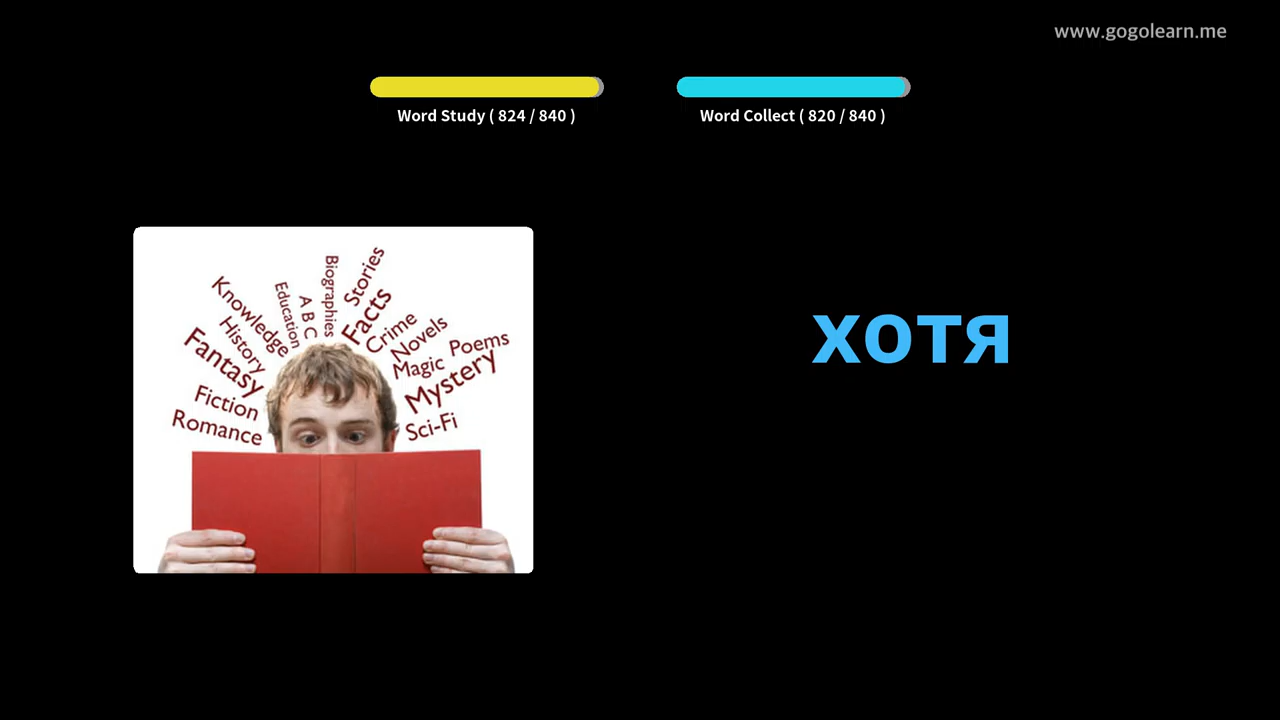 www.gogolearn.me
Word Study ( 824 / 840 )
Word Collect ( 820 / 840 )
Knowledge
Education
A B C
Biographies
Stories
Facts
Crime
Novels
Poems
History
Magic
Fantasy
Mystery
Fiction
Sci-Fi
Romance
хотя